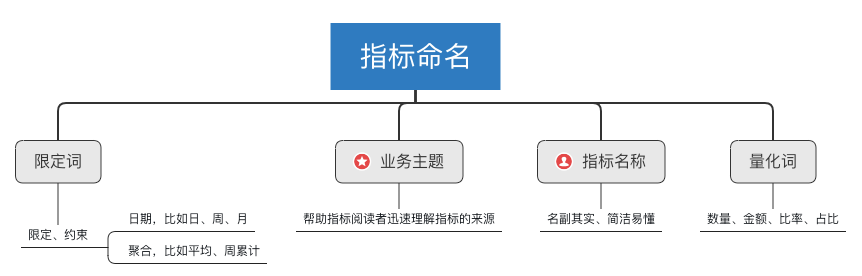 指标命名
限定词
业务主题
指标名称
量化词
限定、约束
日期，比如日、周、月
聚合，比如平均、周累计
帮助指标阅读者迅速理解指标的来源
名副其实、简洁易懂
数量、金额、比率、占比